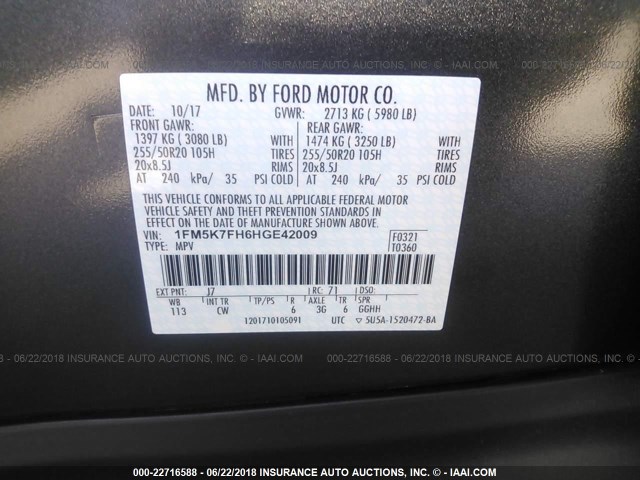 MFD. BY FORD MOTOR CO.
DATE: 10/17 GVWR: 2713 KG ( 5980 LB)
FRONT GAWR: REAR GAWR:
1397 KG ( 3080 LB) WITH 1474 KG ( 3250 LB) WITH
255/50R20 105H TIRES 255/50R20 105H TIRES
20x8.5J RIMS 20x8.5J RIMS
AT 240 kPa/ 35 PSI COLD AT 240 kPa/ 35 PSI COLD
THIS VEHICLE CONFORMS TO ALL APPLICABLE FEDERAL MOTOR
VEHICLE SAFETY AND THEFT PREVENTION STANDARDS IN
EFFECT ON THE DATE OF MANUFACTURE SHOWN ABOVE.
VIN: 1FM5K7FH6HGE42009 F0321
TYPE: MPV T0360
EXT PNT: J7 RC: 71 DSO:
WB INT TR TP/PS R AXLE TR SPR
113 CW 6 3G 6 GGHH
1201710105091 UTC 5U5A-1520472-BA
000-22716588 - 06/22/2018 INSURANCE AUTO AUCTIONS, INC. - IAAI.COM